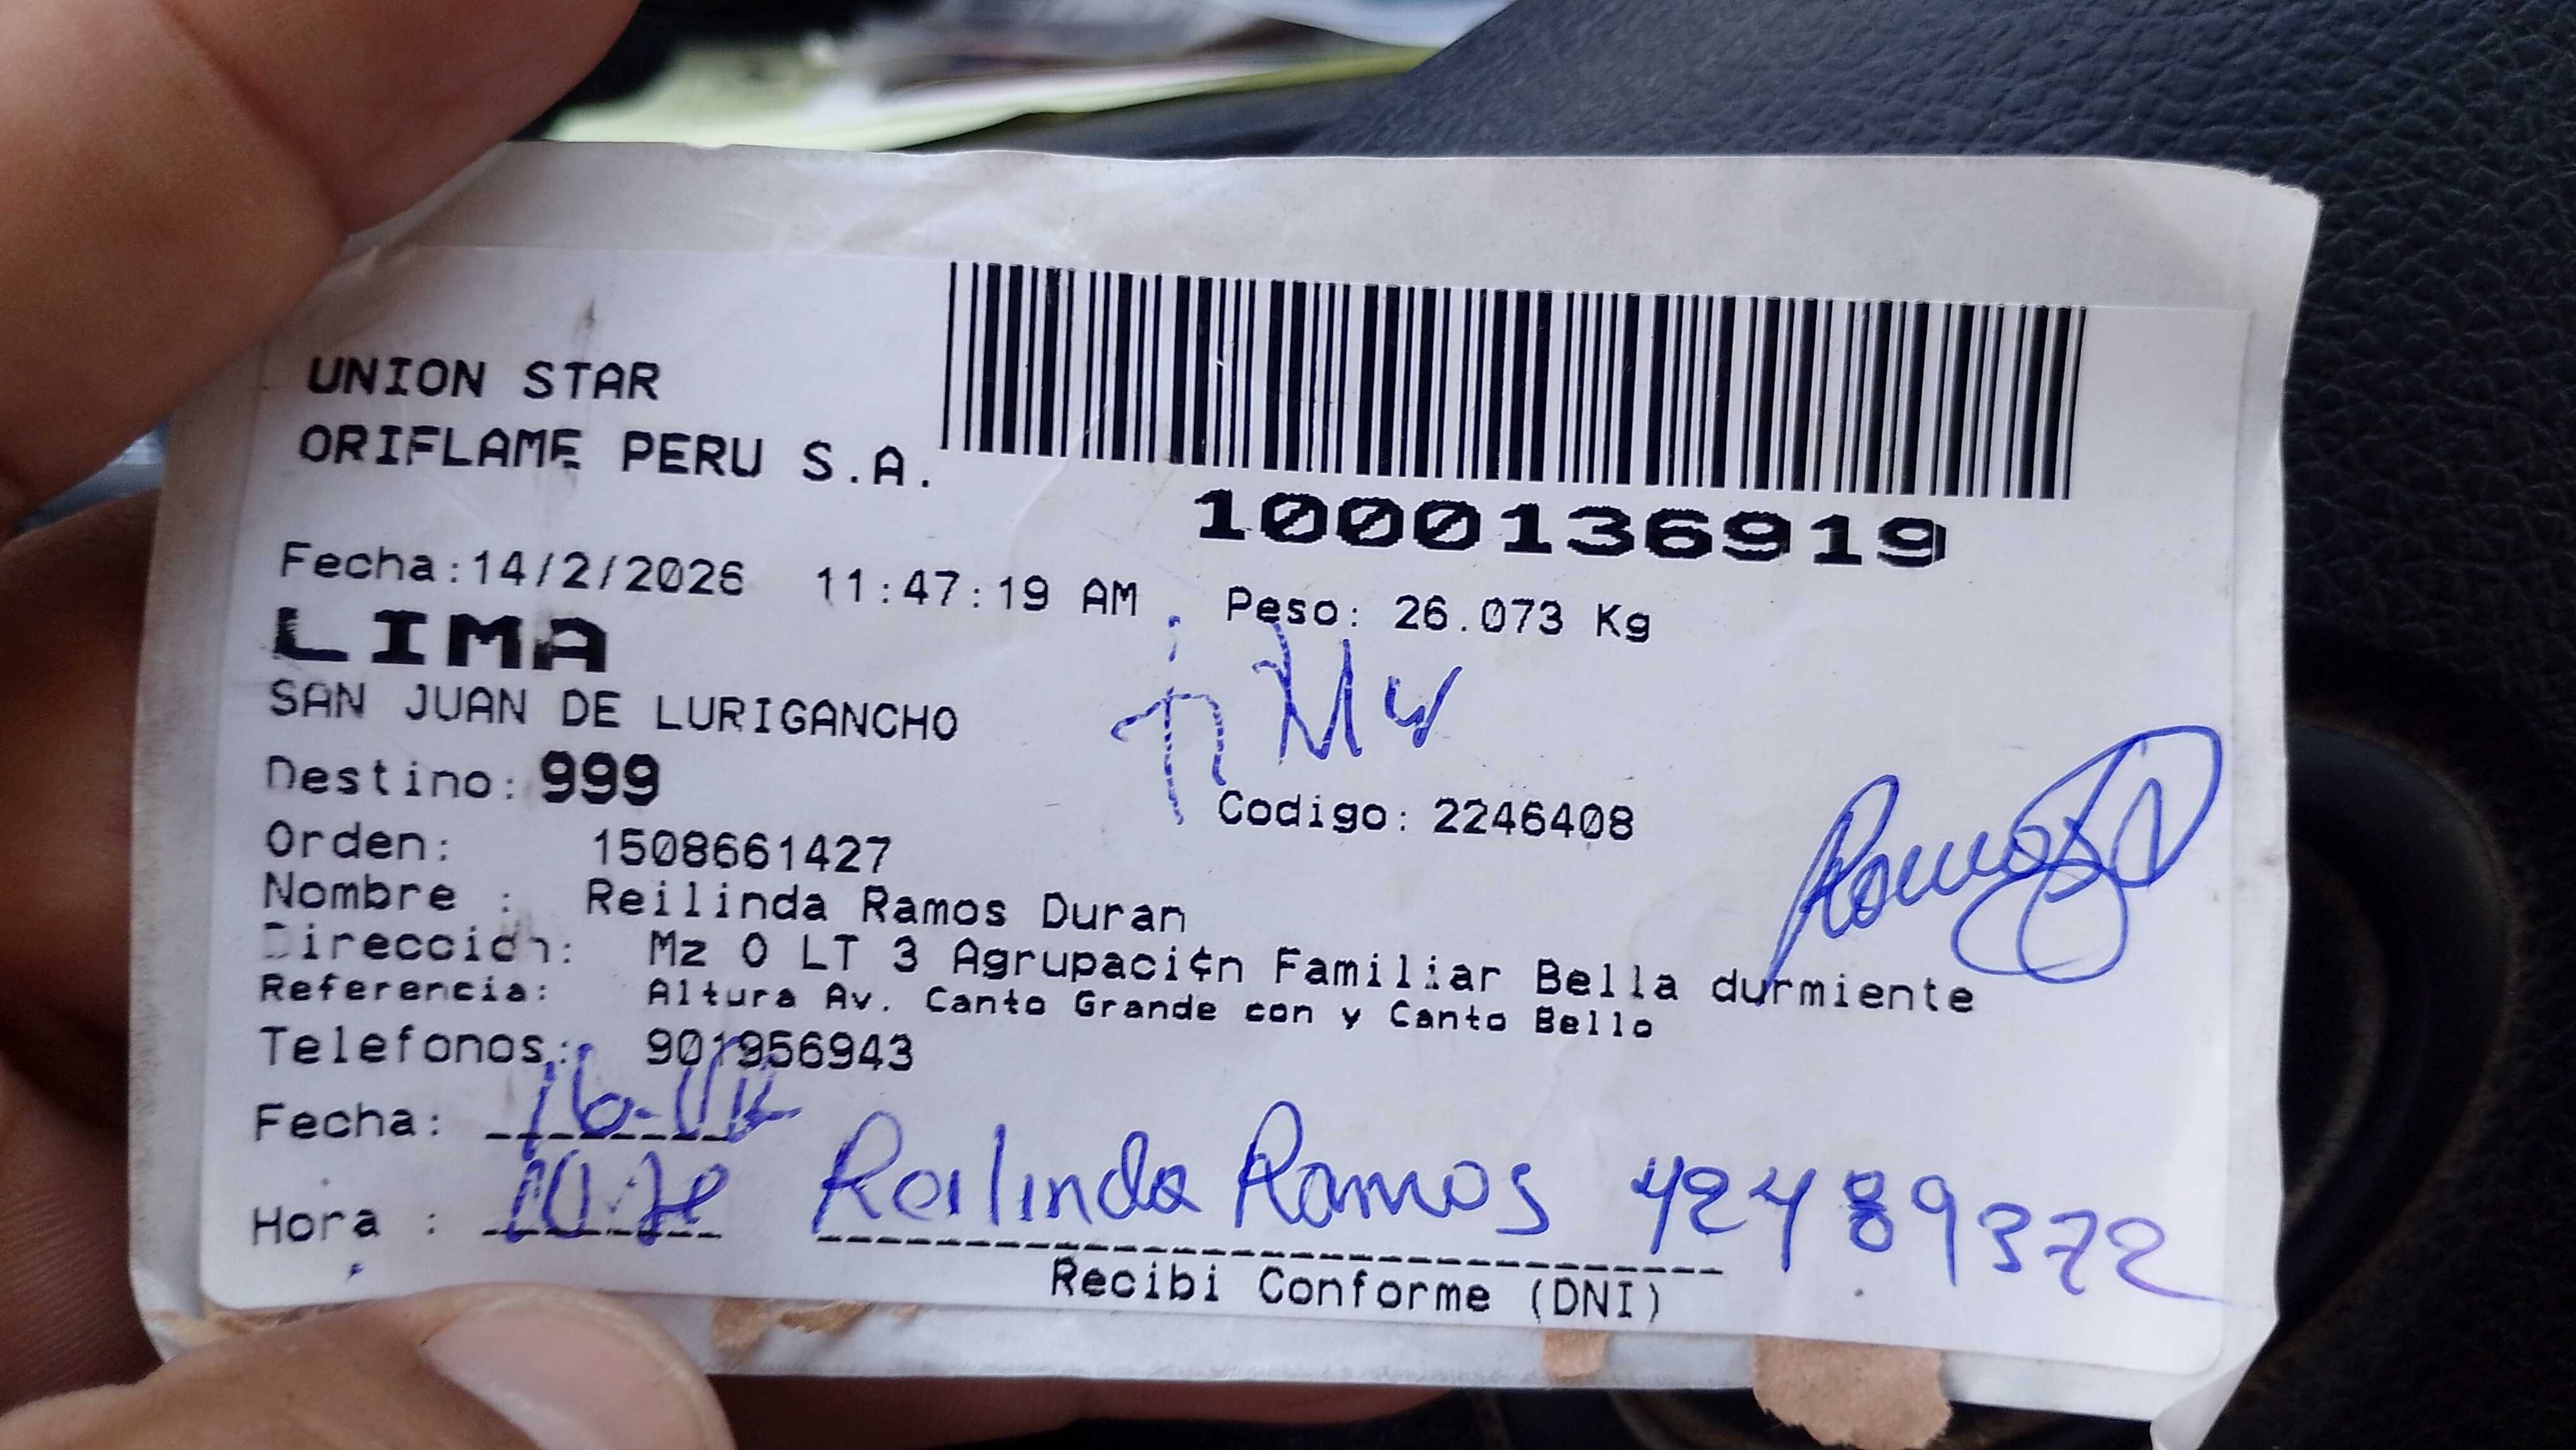 UNION STAR
ORIFLAME PERU S.A.
1000136919
Fecha:14/2/2026 11:47:19 AM Peso: 26.073 Kg
LIMA
SAN JUAN DE LURIGANCHO
Destino: 999
Codigo: 2246408
Orden: 1508661427
Nombre : Reilinda Ramos Duran
Direccion: Mz O LT 3 Agrupaci¢n Familiar Bella durmiente
Referencia: Altura Av. Canto Grande con y Canto Bello
Telefonos: 901956943
Fecha:
Hora :
Reilinda Ramos 42489372
Recibi Conforme (DNI)